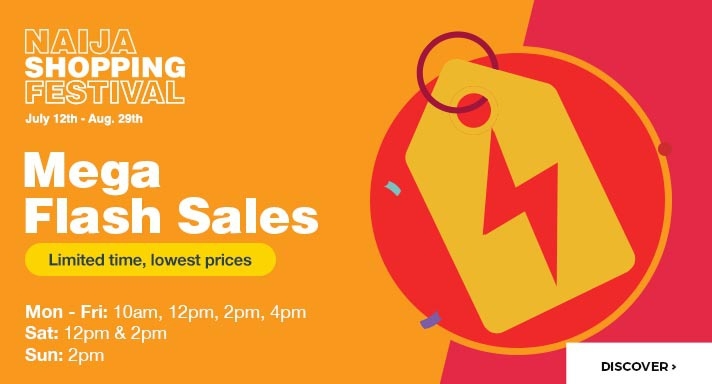 NAIJA
SHOPPING
FESTIVAL
July 12th - Aug. 29th
Mega
Flash Sales
Limited time, lowest prices
Mon - Fri: 10am, 12pm, 2pm, 4pm
Sat: 12pm & 2pm
Sun: 2pm
DISCOVER ›